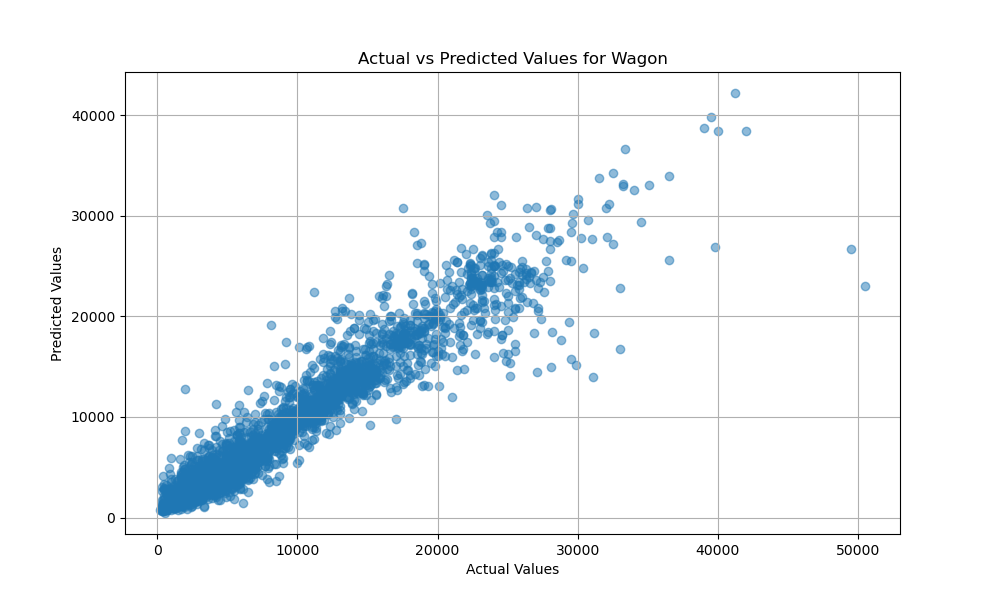 Actual vs Predicted Values for Wagon
Predicted Values
40000
30000
20000
10000
0
0 10000 20000 30000 40000 50000
Actual Values